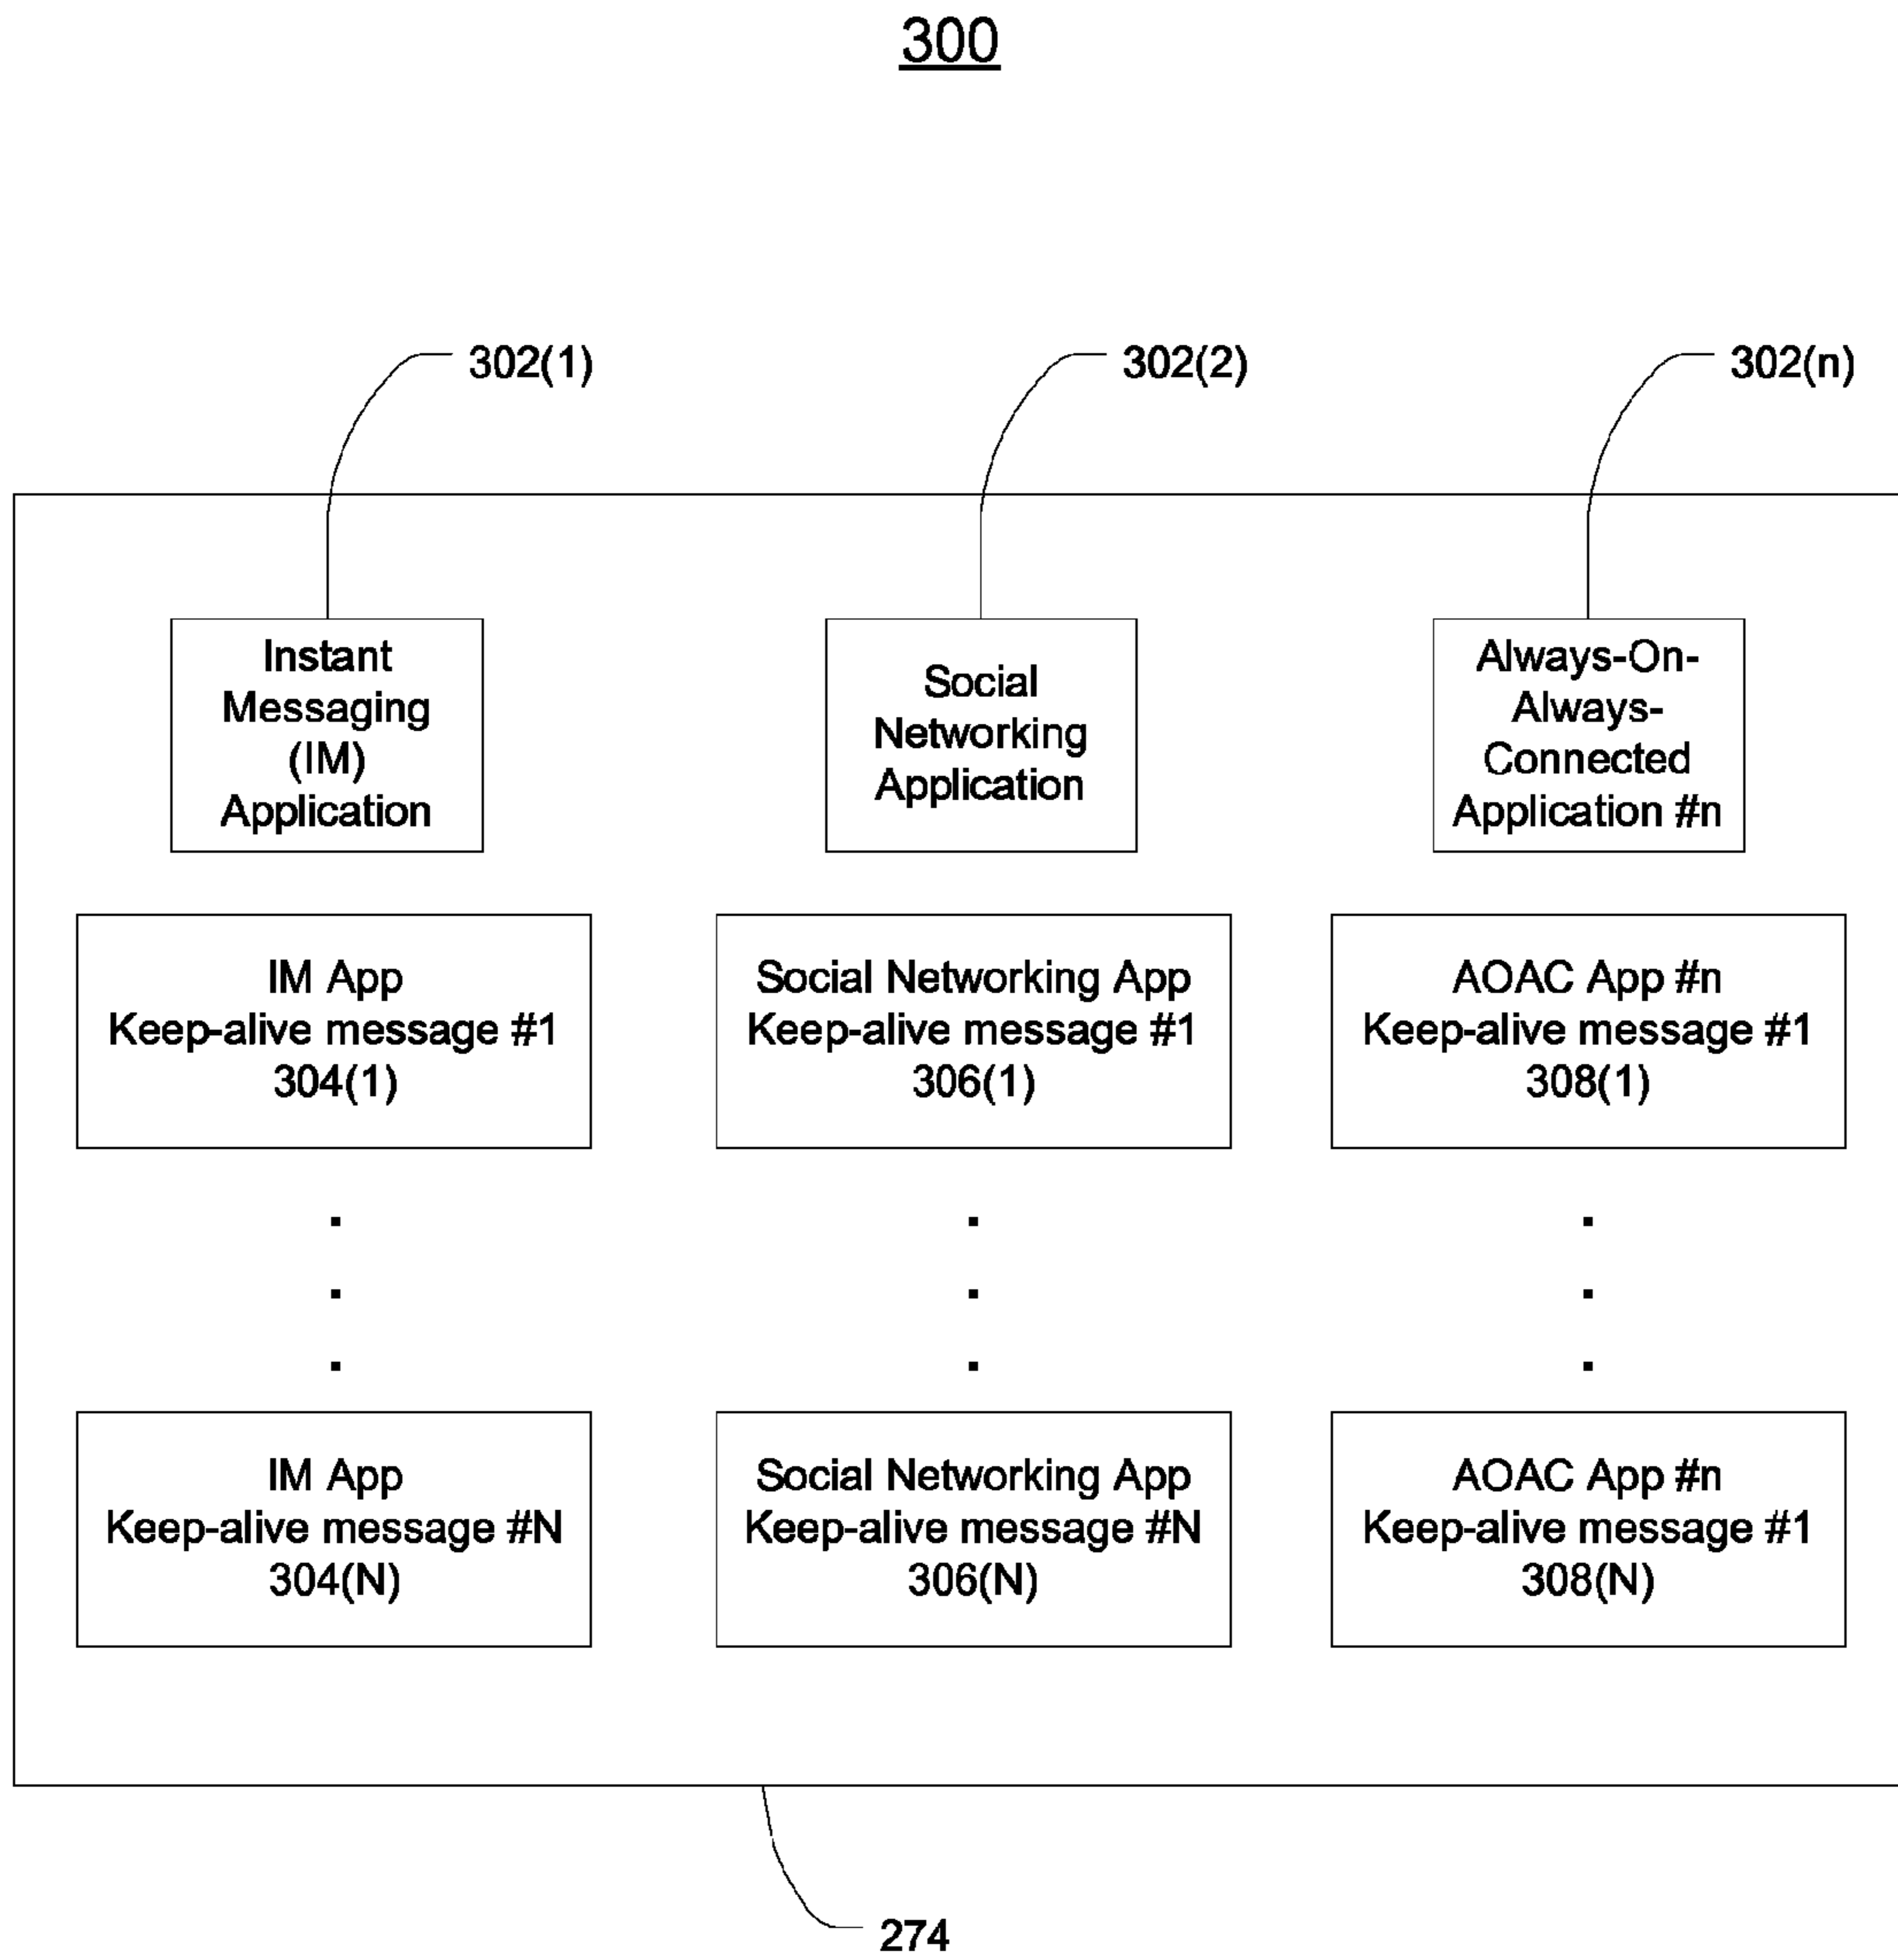 300
302(1)
302(2)
302(n)
Instant
Messaging
(IM)
Application
Social
Networking
Application
Always-On-
Always-
Connected
Application #n
IM App
Keep-alive message #1
304(1)
Social Networking App
Keep-alive message #1
306(1)
AOAC App #n
Keep-alive message #1
308(1)
IM App
Keep-alive message #N
304(N)
Social Networking App
Keep-alive message #N
306(N)
AOAC App #n
Keep-alive message #1
308(N)
274